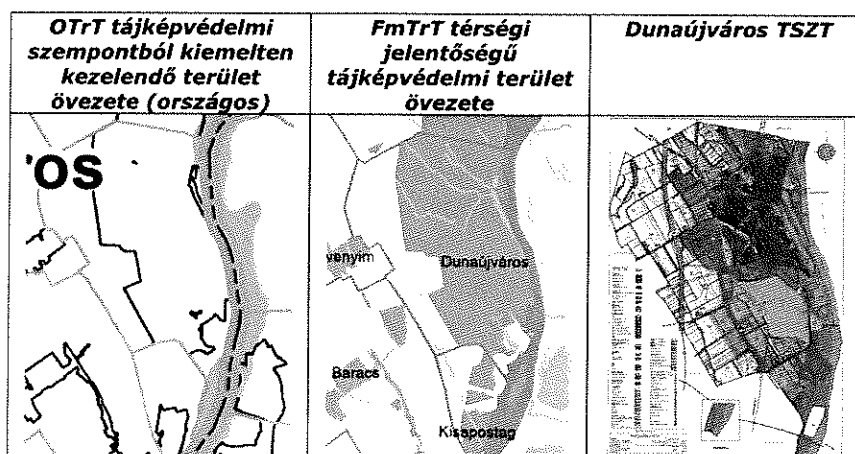 OTrT tájképvédelmi
szempontból kiemelten
kezelendő terület
övezete (országos)
FmTrT térségi
jelentőségű
tájképvédelmi terület
övezete
Dunaújváros TSZT
'OS
venyim
Dunaújváros
Baracs
Kisapostag